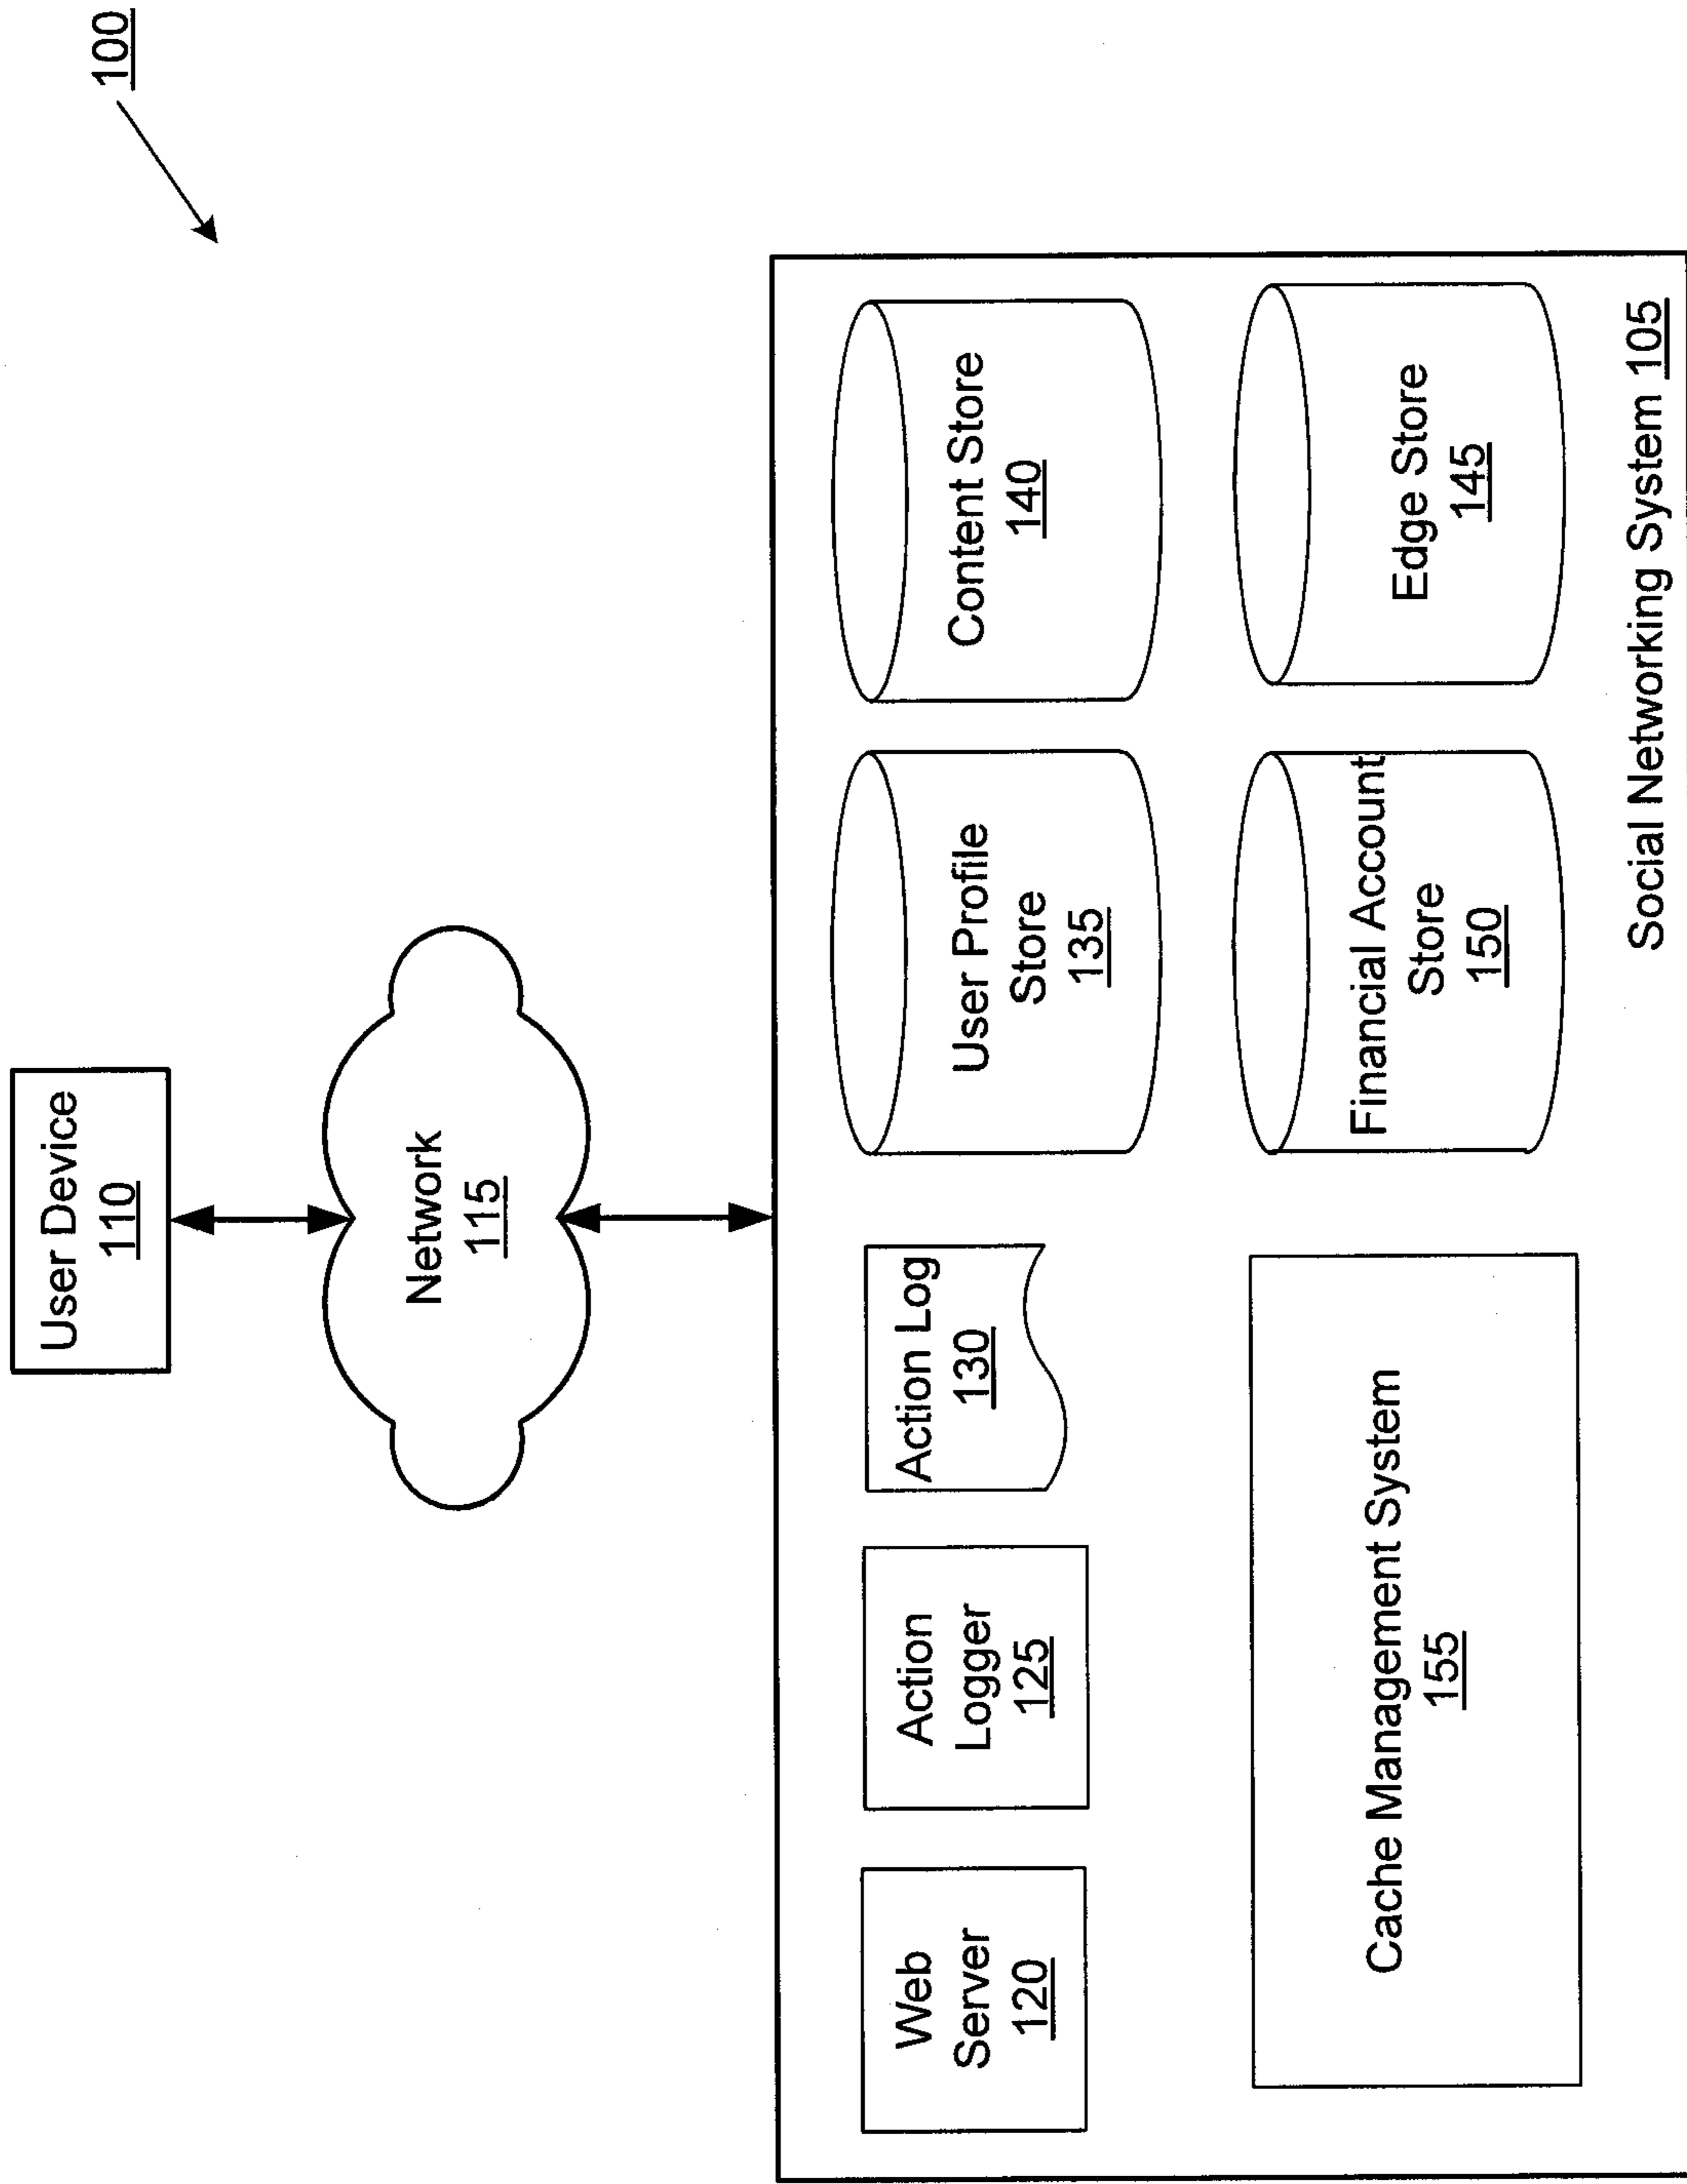 100
User Device
110
Network
115
Web
Server
120
Action
Logger
125
Action Log
130
User Profile
Store
135
Content Store
140
Cache Management System
155
Financial Account
Store
150
Edge Store
145
Social Networking System 105